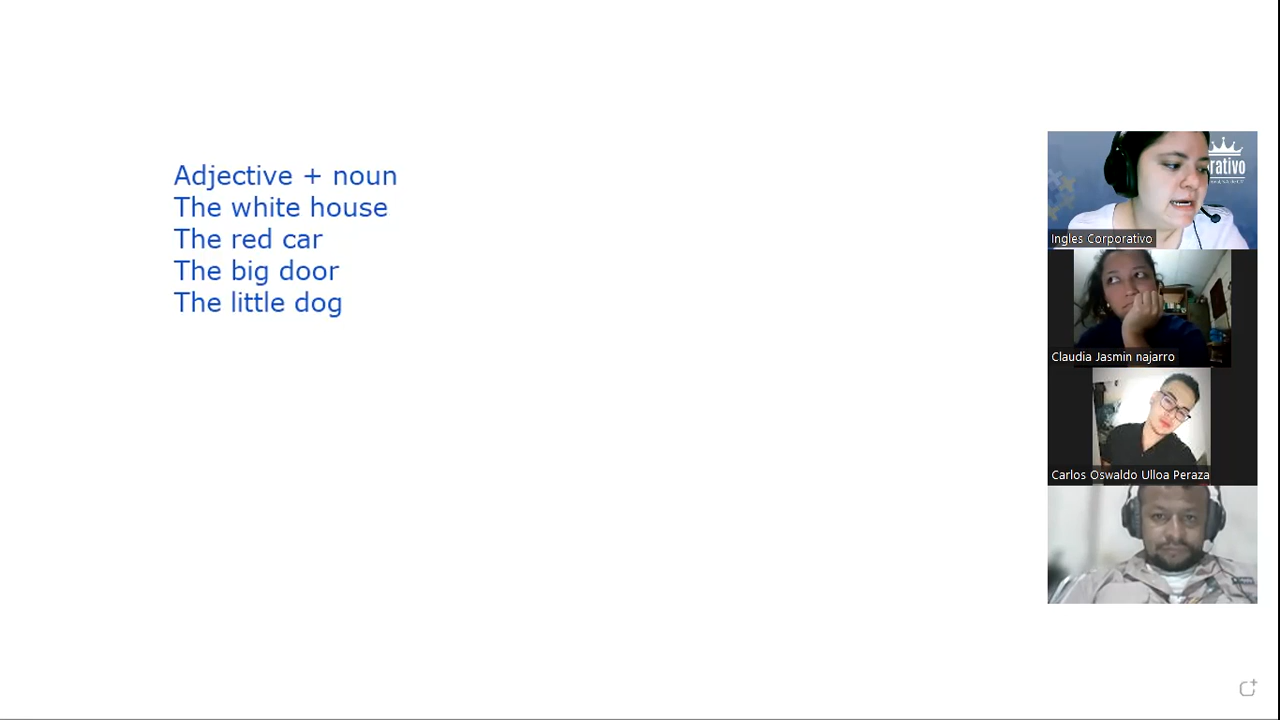 Adjective + noun
The white house
The red car
The big door
The little dog
rativo
Ingles Corporativo
Claudia Jasmin najarro
Carlos Oswaldo Ulloa Peraza